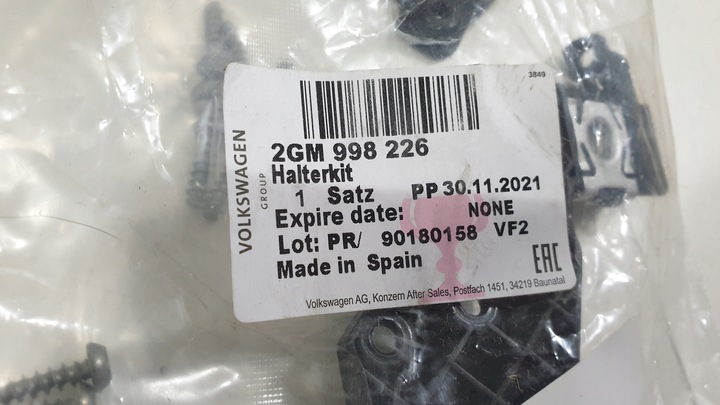 3849
VOLKSWAGEN
GROUP
2GM 998 226
Halterkit
1 Satz PP 30.11.2021
Expire date: NONE
Lot: PR/ 90180158 VF2
Made in Spain
EAC
Volkswagen AG, Konzern After Sales, Postfach 1451, 34219 Baunatal